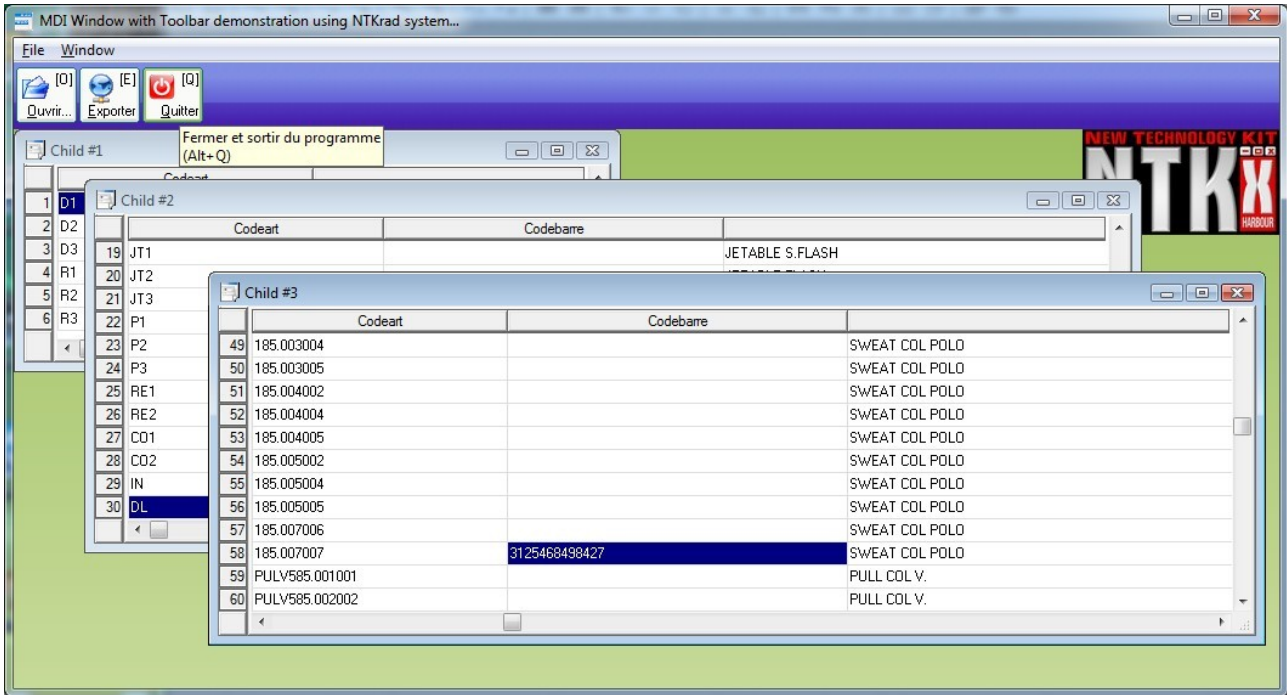 MDI Window with Toolbar demonstration using NTKrad system...
File Window
[O] [E] [Q]
Ouvrir... Exporter Quitter
Fermer et sortir du programme
(Alt+Q)
NEW TECHNOLOGY KIT
NTK x
HARBOUR
Child #1
1 D1
2 D2
3 D3
4 R1
5 R2
6 R3
Child #2
Codeart Codebarre
19 JT1 JETABLE S.FLASH
20 JT2
21 JT3
22 P1
23 P2
24 P3
25 RE1
26 RE2
27 CO1
28 CO2
29 IN
30 DL
Child #3
Codeart Codebarre
49 185.003004 SWEAT COL POLO
50 185.003005 SWEAT COL POLO
51 185.004002 SWEAT COL POLO
52 185.004004 SWEAT COL POLO
53 185.004005 SWEAT COL POLO
54 185.005002 SWEAT COL POLO
55 185.005004 SWEAT COL POLO
56 185.005005 SWEAT COL POLO
57 185.007006 SWEAT COL POLO
58 185.007007 3125468498427 SWEAT COL POLO
59 PULV585.001001 PULL COL V.
60 PULV585.002002 PULL COL V.